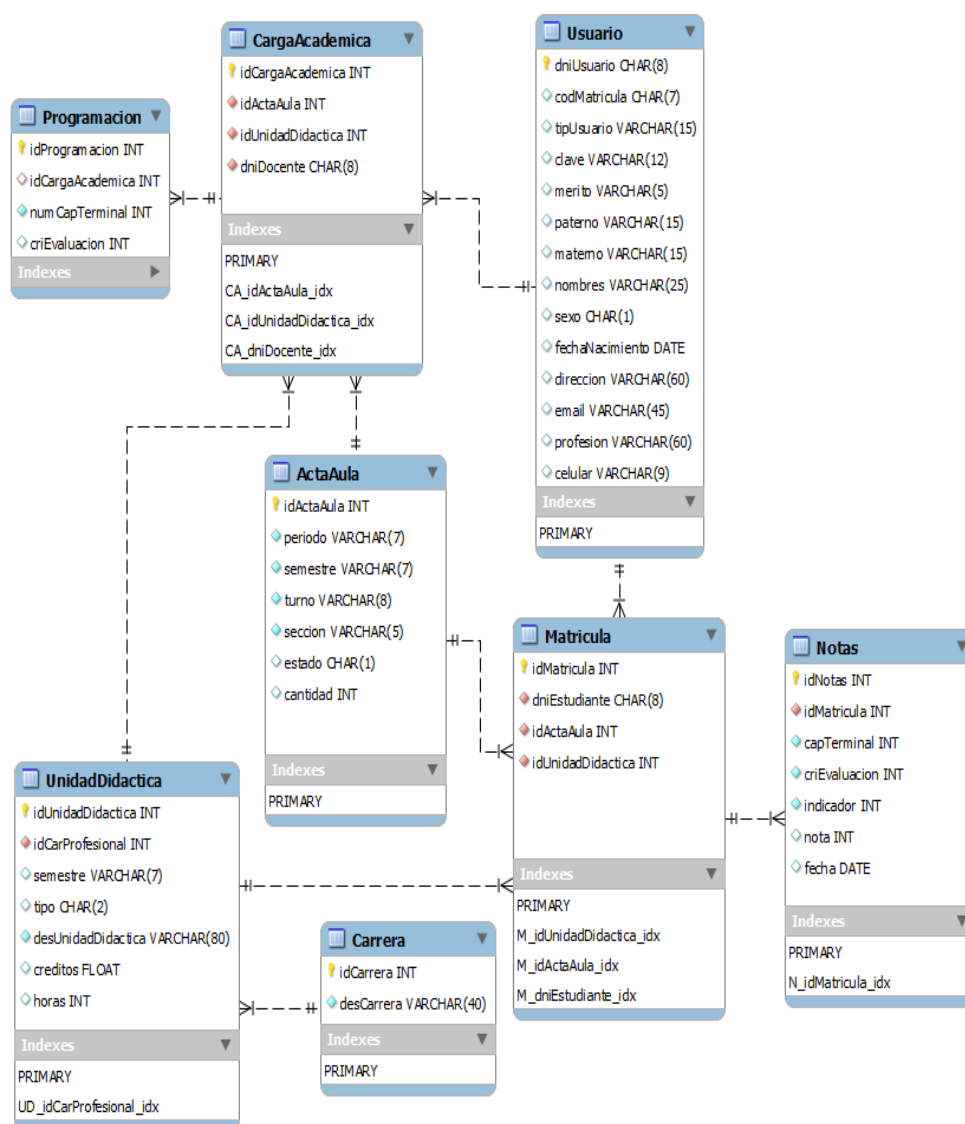 CargaAcademica
idCargaAcademica INT
idActaAula INT
idUnidadDidactica INT
dniDocente CHAR(8)
Indexes
PRIMARY
CA_idActaAula_idx
CA_idUnidadDidactica_idx
CA_dniDocente_idx
Usuario
dniUsuario CHAR(8)
codMatricula CHAR(7)
tipUsuario VARCHAR(15)
clave VARCHAR(12)
merito VARCHAR(5)
paterno VARCHAR(15)
materno VARCHAR(15)
nombres VARCHAR(25)
sexo CHAR(1)
fechaNacimiento DATE
direccion VARCHAR(60)
email VARCHAR(45)
profesion VARCHAR(60)
celular VARCHAR(9)
Indexes
PRIMARY
Programacion
idProgramacion INT
idCargaAcademica INT
numCapTerminal INT
criEvaluacion INT
Indexes
ActaAula
idActaAula INT
periodo VARCHAR(7)
semestre VARCHAR(7)
turno VARCHAR(8)
seccion VARCHAR(5)
estado CHAR(1)
cantidad INT
Indexes
PRIMARY
Matricula
idMatricula INT
dniEstudiante CHAR(8)
idActaAula INT
idUnidadDidactica INT
Indexes
PRIMARY
M_idUnidadDidactica_idx
M_idActaAula_idx
M_dniEstudiante_idx
Notas
idNotas INT
idMatricula INT
capTerminal INT
criEvaluacion INT
indicador INT
nota INT
fecha DATE
Indexes
PRIMARY
N_idMatricula_idx
UnidadDidactica
idUnidadDidactica INT
idCarProfesional INT
semestre VARCHAR(7)
tipo CHAR(2)
desUnidadDidactica VARCHAR(80)
creditos FLOAT
horas INT
Indexes
PRIMARY
UD_idCarProfesional_idx
Carrera
idCarrera INT
desCarrera VARCHAR(40)
Indexes
PRIMARY